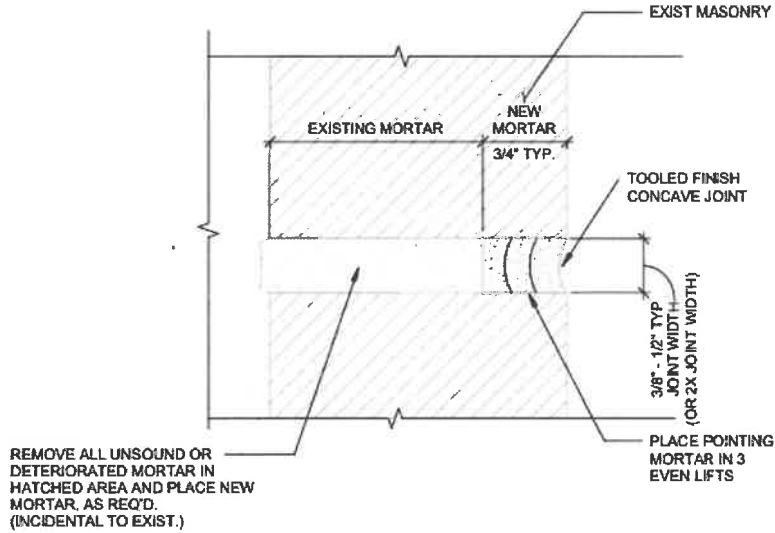 EXIST MASONRY
NEW
MORTAR
EXISTING MORTAR
3/4" TYP.
TOOLED FINISH
CONCAVE JOINT
3/8" - 1/2" TYP
JOINT WIDTH
(OR 2X JOINT WIDTH)
PLACE POINTING
MORTAR IN 3
EVEN LIFTS
REMOVE ALL UNSOUND OR
DETERIORATED MORTAR IN
HATCHED AREA AND PLACE NEW
MORTAR, AS REQ'D.
(INCIDENTAL TO EXIST.)